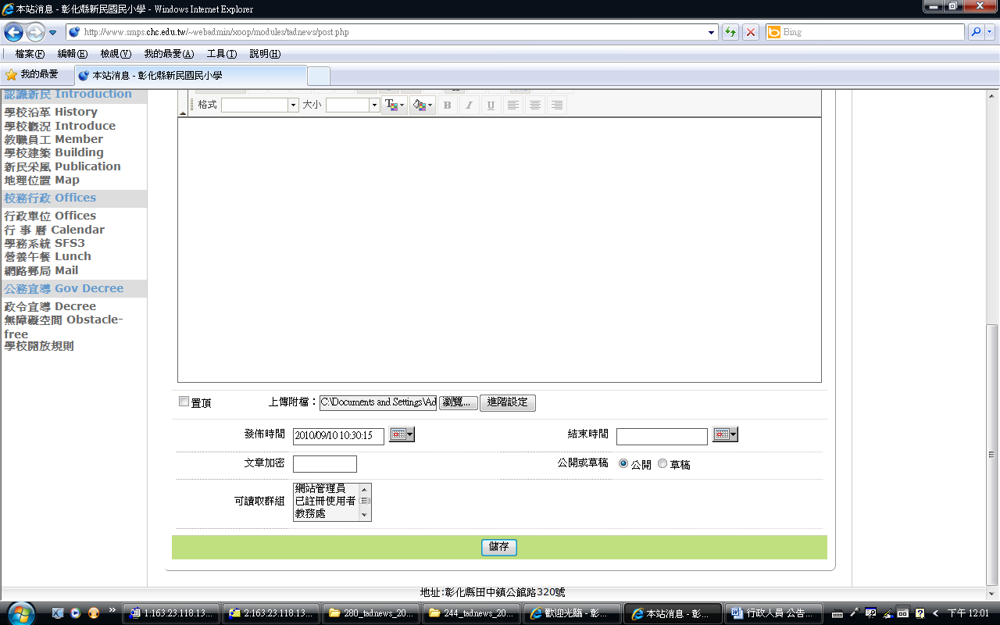 本站消息 - 彰化縣新民國民小學 - Windows Internet Explorer
http://www.smps.chc.edu.tw/~webadmin/xoop/modules/tadnews/post.php
Bing
檔案(F) 編輯(E) 檢視(V) 我的最愛(A) 工具(T) 說明(H)
我的最愛
本站消息 - 彰化縣新民國民小學
認識新民 Introduction
學校沿革 History
學校概況 Introduce
教職員工 Member
學校建築 Building
新民采風 Publication
地理位置 Map
校務行政 Offices
行政單位 Offices
行 事 曆 Calendar
學務系統 SFS3
營養午餐 Lunch
網路郵局 Mail
公務宣導 Gov Decree
政令宣導 Decree
無障礙空間 Obstacle-
free
學校開放規則
格式 大小 T B I U
置頂 上傳附檔： C:\Documents and Settings\Ad 瀏覽... 進階設定
發佈時間 2010/09/10 10:30:15 結束時間
文章加密 公開或草稿 公開 草稿
可讀取群組
網站管理員
已註冊使用者
教務處
儲存
地址:彰化縣田中鎮公館路320號
1:163.23.118.13... 2:163.23.118.13... 280_tadnews_20... 244_tadnews_20... 歡迎光臨 - 彰... 本站消息 - 彰... 行政人員 公告... 下午 12:01